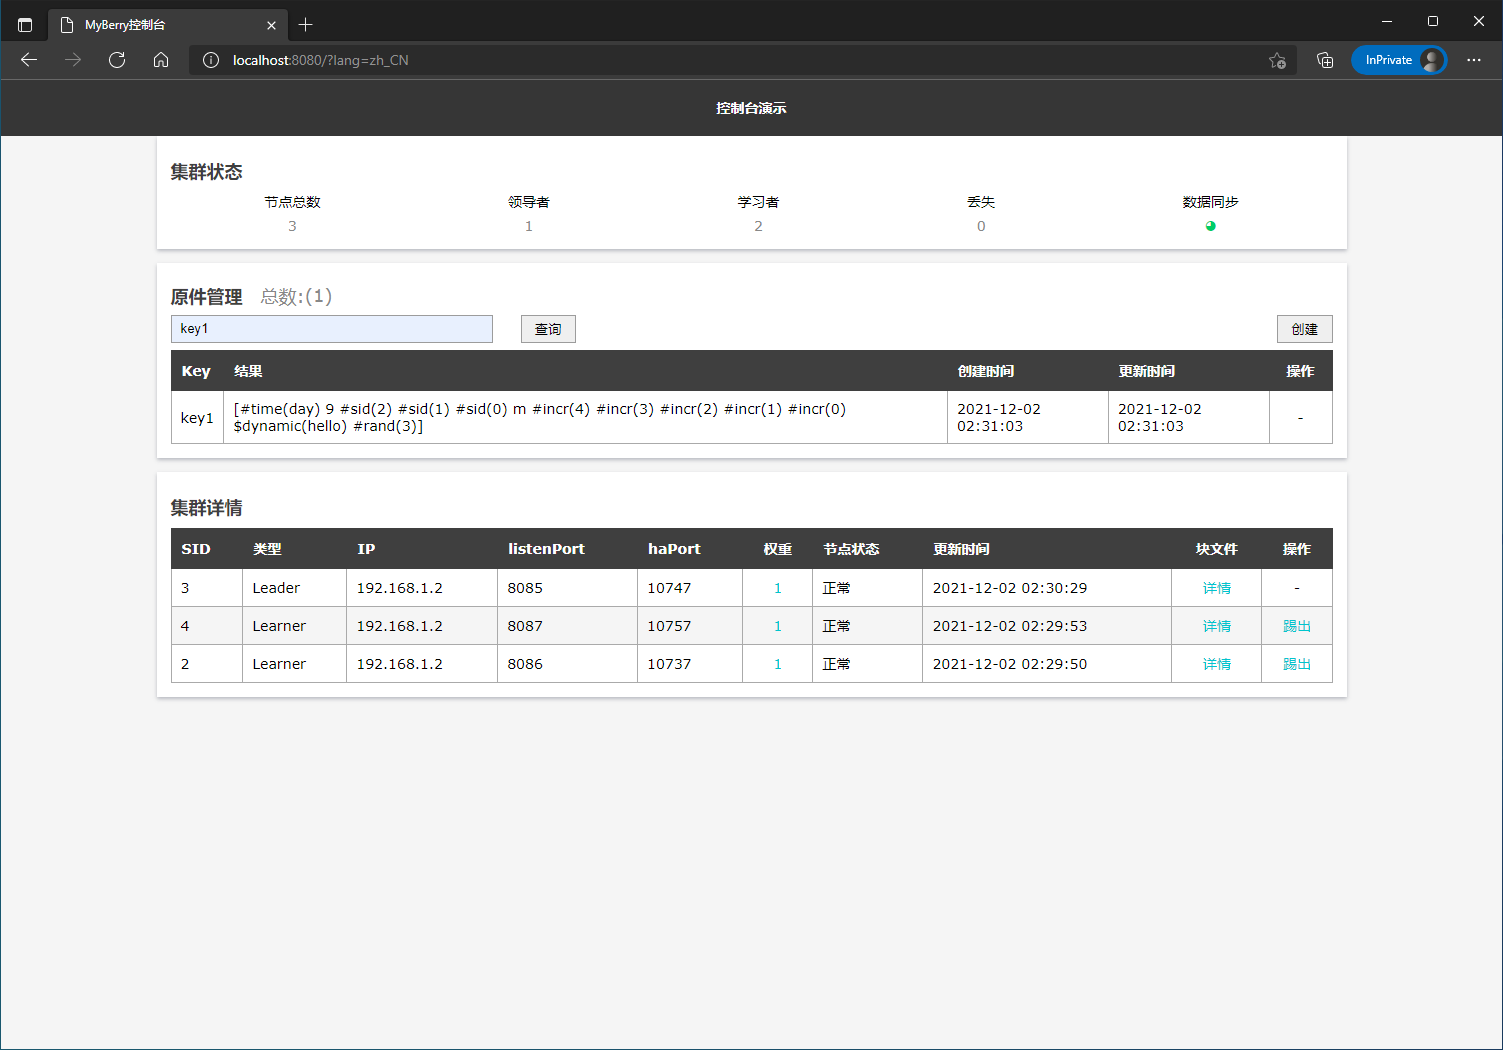 MyBerry控制台
localhost:8080/?lang=zh_CN
InPrivate
控制台演示
集群状态
节点总数 领导者 学习者 丢失 数据同步
3 1 2 0
原件管理 总数:(1)
key1 查询 创建
Key 结果 创建时间 更新时间 操作
key1 [#time(day) 9 #sid(2) #sid(1) #sid(0) m #incr(4) #incr(3) #incr(2) #incr(1) #incr(0) 2021-12-02 2021-12-02 -
$dynamic(hello) #rand(3)] 02:31:03 02:31:03
集群详情
SID 类型 IP listenPort haPort 权重 节点状态 更新时间 块文件 操作
3 Leader 192.168.1.2 8085 10747 1 正常 2021-12-02 02:30:29 详情 -
4 Learner 192.168.1.2 8087 10757 1 正常 2021-12-02 02:29:53 详情 踢出
2 Learner 192.168.1.2 8086 10737 1 正常 2021-12-02 02:29:50 详情 踢出